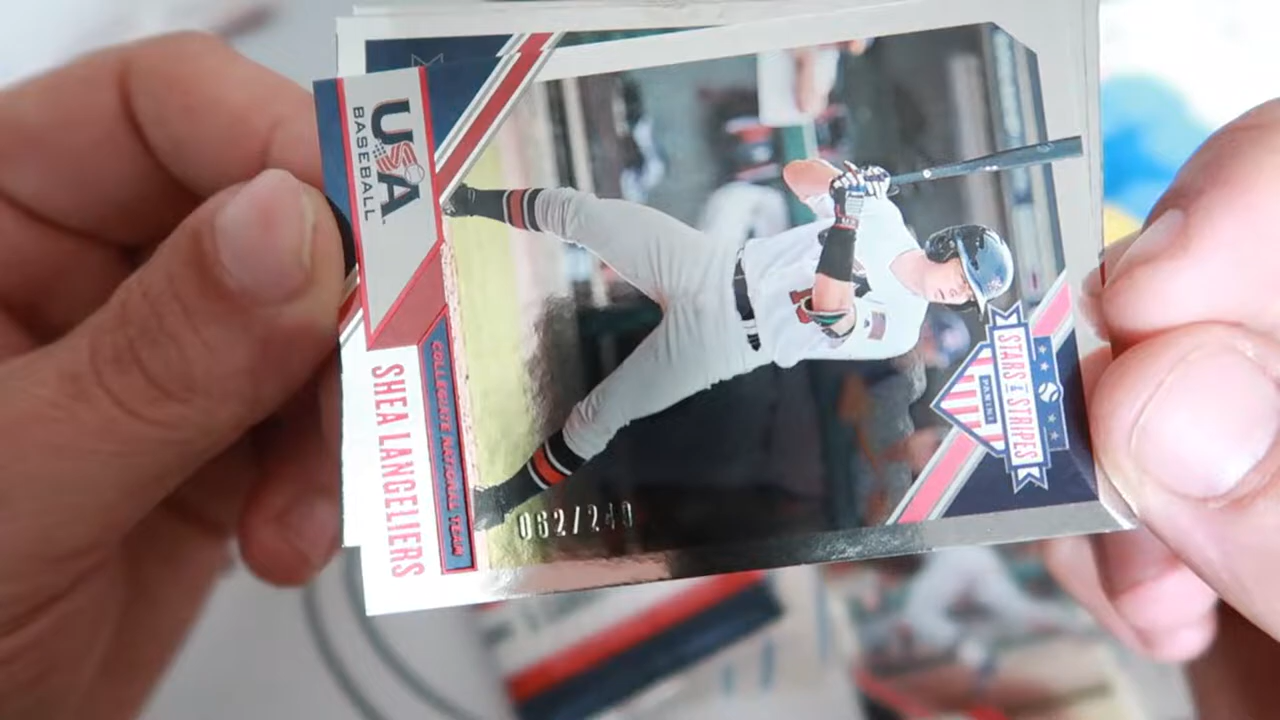 USA
BASEBALL
COLLEGIATE NATIONAL TEAM
SHEA LANGELIERS
STARS & STRIPES
PANINI
062/249